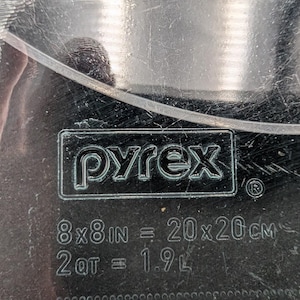 pyrex ®
8x8IN = 20x20CM
2QT = 1.9L